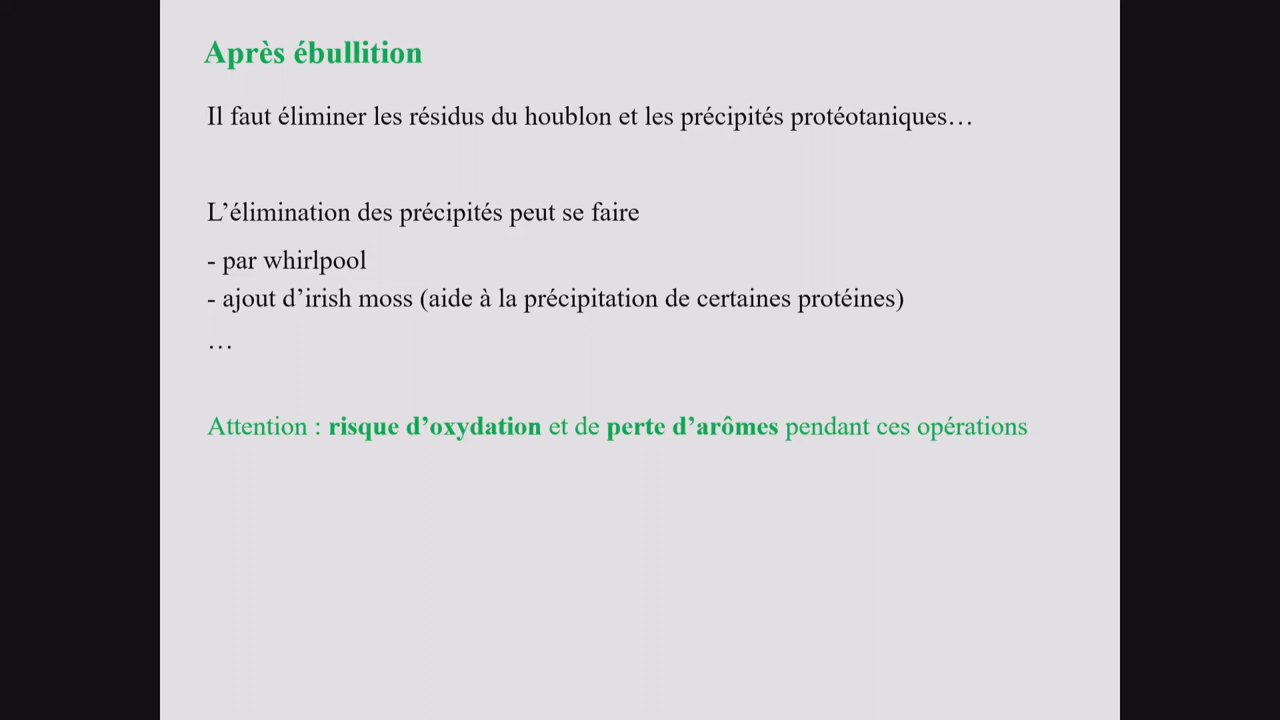 Après ébullition
Il faut éliminer les résidus du houblon et les précipités protéotaniques…
L’élimination des précipités peut se faire
- par whirlpool
- ajout d’irish moss (aide à la précipitation de certaines protéines)
…
Attention : risque d’oxydation et de perte d’arômes pendant ces opérations